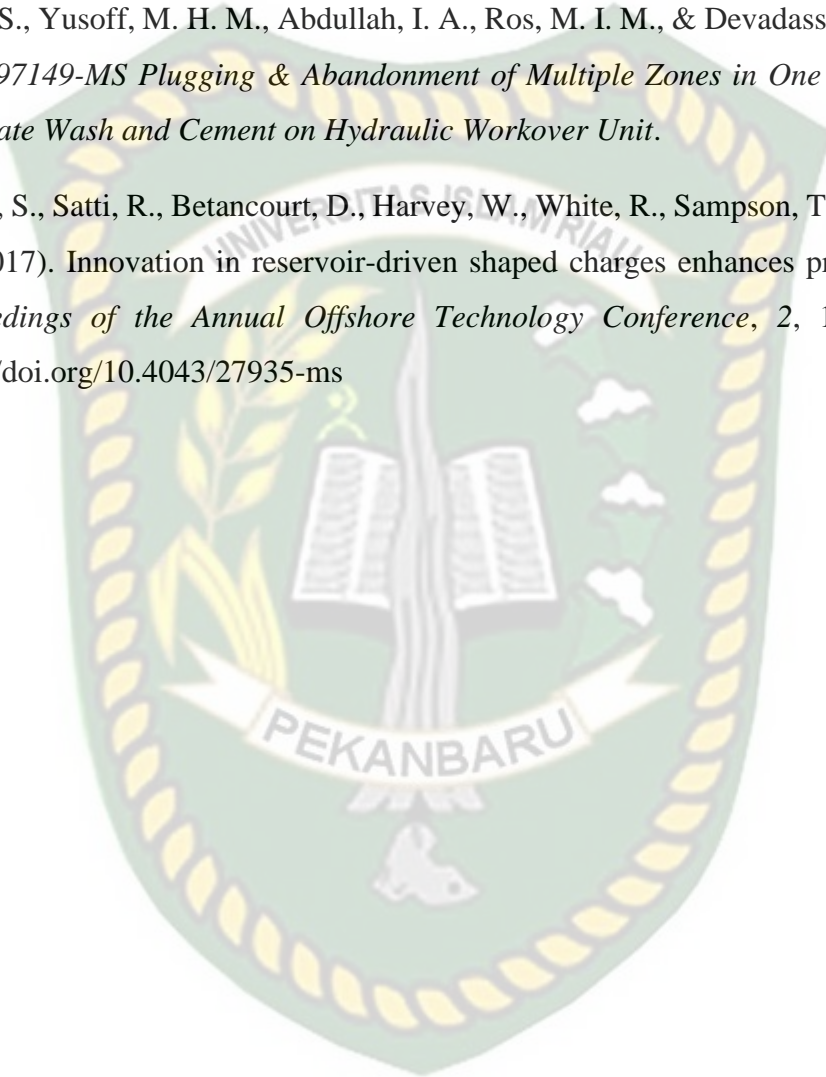 S., Yusoff, M. H. M., Abdullah, I. A., Ros, M. I. M., & Devadass
97149-MS Plugging & Abandonment of Multiple Zones in One
ate Wash and Cement on Hydraulic Workover Unit.
, S., Satti, R., Betancourt, D., Harvey, W., White, R., Sampson, T
017). Innovation in reservoir-driven shaped charges enhances pr
edings of the Annual Offshore Technology Conference, 2, 1
/doi.org/10.4043/27935-ms
UNIVERSITAS ISLAM RIAU
PEKANBARU